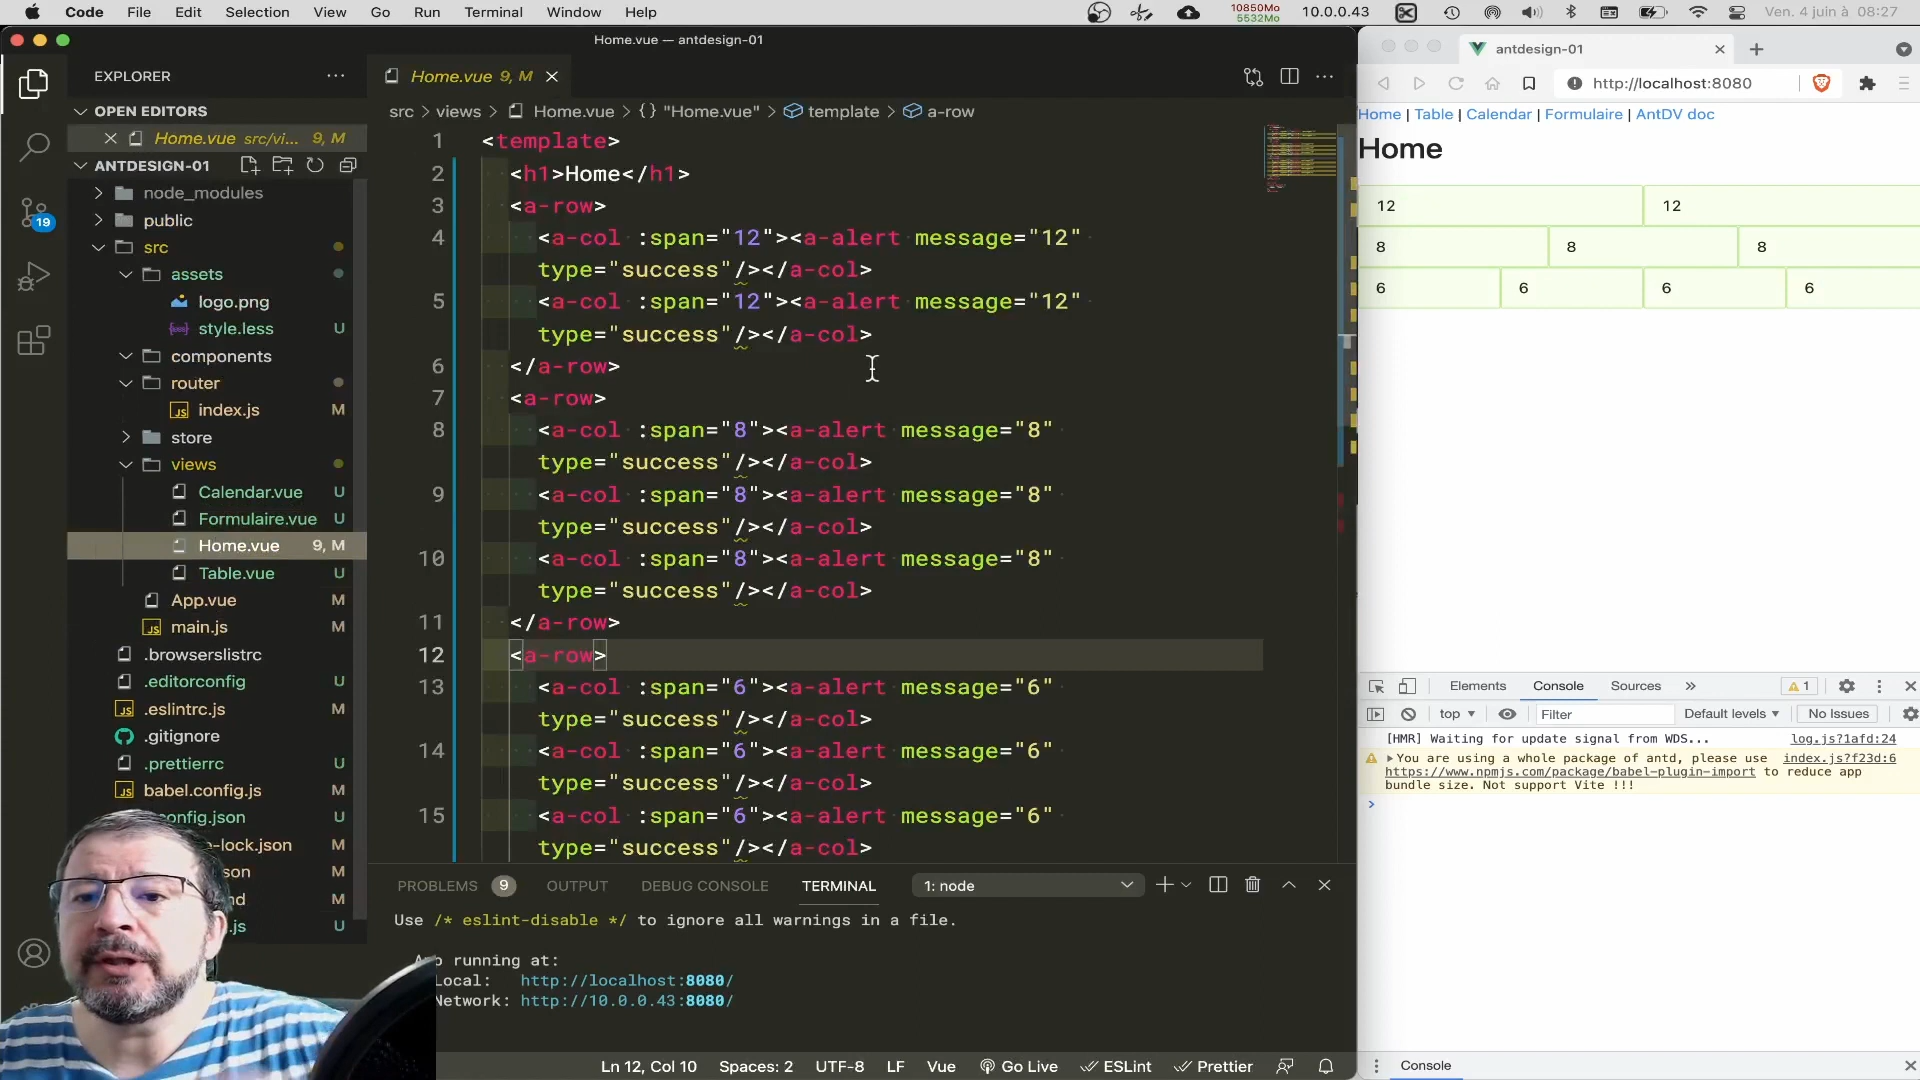 Code File Edit Selection View Go Run Terminal Window Help 10850Mo 5532Mo 10.0.0.43 Ven. 4 juin à 08:27
Home.vue — antdesign-01
EXPLORER
OPEN EDITORS
Home.vue src/vi... 9, M
ANTDESIGN-01
node_modules
public
src
assets
logo.png
style.less U
components
router
index.js M
store
views
Calendar.vue U
Formulaire.vue U
Home.vue 9, M
Table.vue U
App.vue M
main.js M
.browserslistrc
.editorconfig U
.eslintrc.js M
.gitignore
.prettierrc U
babel.config.js M
config.json U
-lock.json M
son M
M
.js U
Home.vue 9, M
src > views > Home.vue > {} "Home.vue" > template > a-row
1 <template>
2 <h1>Home</h1>
3 <a-row>
4 <a-col :span="12"><a-alert message="12"
type="success"/></a-col>
5 <a-col :span="12"><a-alert message="12"
type="success"/></a-col>
6 </a-row>
7 <a-row>
8 <a-col :span="8"><a-alert message="8"
type="success"/></a-col>
9 <a-col :span="8"><a-alert message="8"
type="success"/></a-col>
10 <a-col :span="8"><a-alert message="8"
type="success"/></a-col>
11 </a-row>
12 <a-row>
13 <a-col :span="6"><a-alert message="6"
type="success"/></a-col>
14 <a-col :span="6"><a-alert message="6"
type="success"/></a-col>
15 <a-col :span="6"><a-alert message="6"
type="success"/></a-col>
PROBLEMS 9 OUTPUT DEBUG CONSOLE TERMINAL 1: node
Use /* eslint-disable */ to ignore all warnings in a file.
App running at:
Local: http://localhost:8080/
Network: http://10.0.0.43:8080/
19
Ln 12, Col 10 Spaces: 2 UTF-8 LF Vue Go Live ESLint Prettier
antdesign-01
http://localhost:8080
Home | Table | Calendar | Formulaire | AntDV doc
Home
12 12
8 8 8
6 6 6 6
Elements Console Sources 1
top Filter Default levels No Issues
[HMR] Waiting for update signal from WDS... log.js?1afd:24
You are using a whole package of antd, please use index.js?f23d:6
https://www.npmjs.com/package/babel-plugin-import to reduce app
bundle size. Not support Vite !!!
Console